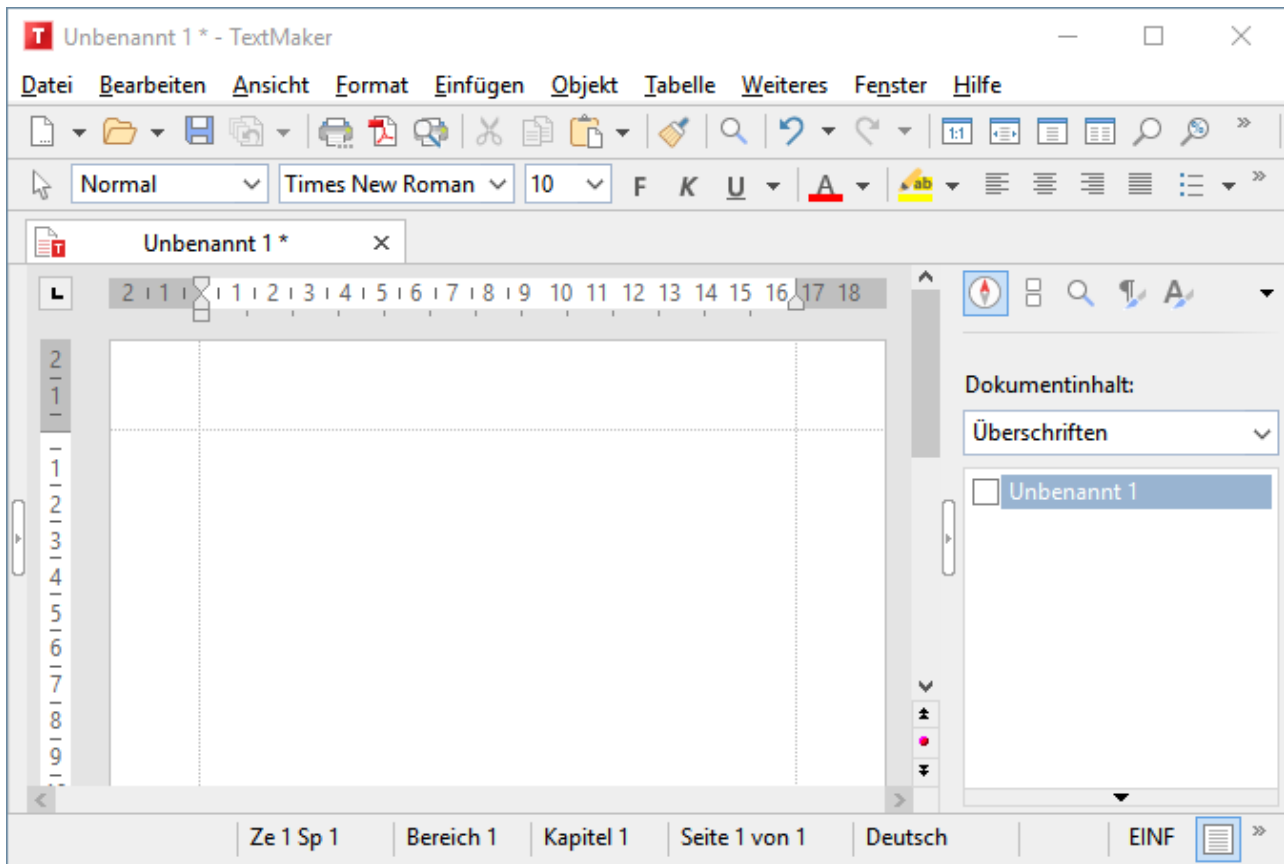 T Unbenannt 1 * - TextMaker
Datei Bearbeiten Ansicht Format Einfügen Objekt Tabelle Weiteres Fenster Hilfe
1:1
Normal Times New Roman 10 F K U A ab
T Unbenannt 1 *
2 1 1 2 3 4 5 6 7 8 9 10 11 12 13 14 15 16 17 18
2
1
Dokumentinhalt:
Überschriften
Unbenannt 1
1
2
3
4
5
6
7
8
9
Ze 1 Sp 1 Bereich 1 Kapitel 1 Seite 1 von 1 Deutsch EINF